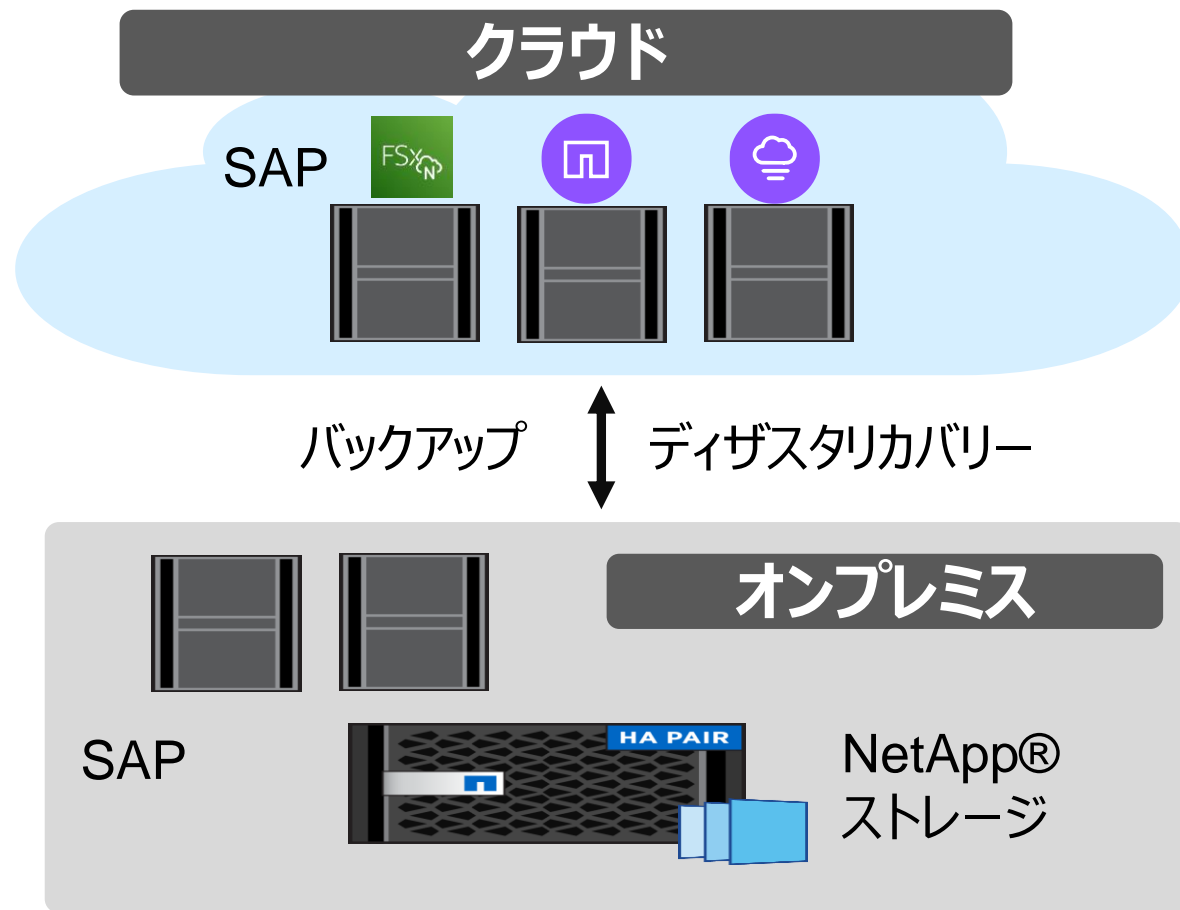 クラウド
SAP
FSx
N
バックアップ
ディザスタリカバリー
オンプレミス
HA PAIR
SAP
NetApp®
ストレージ